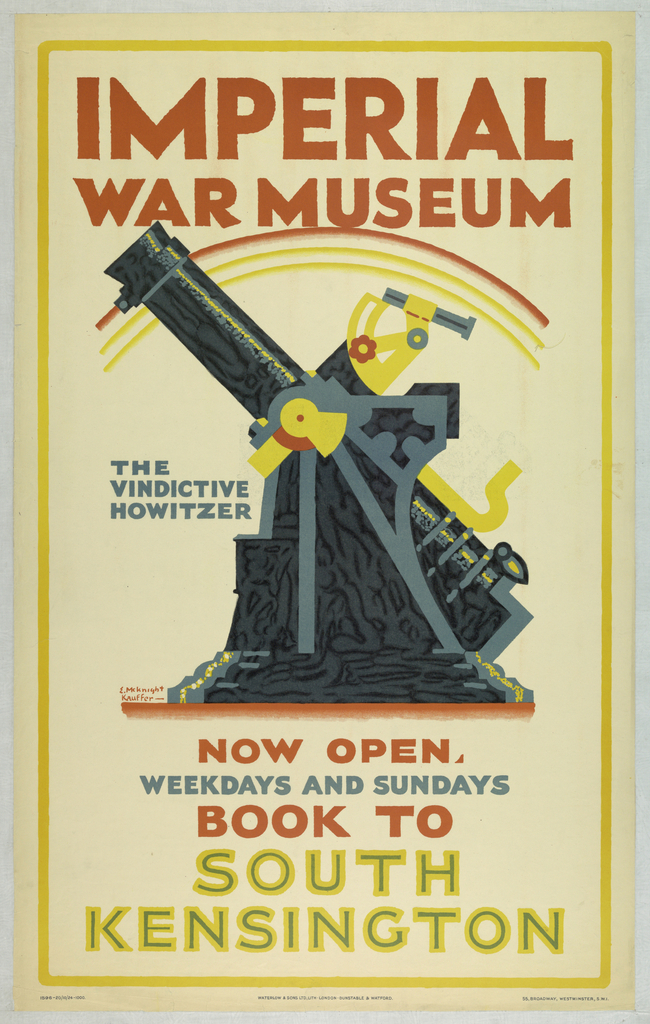 IMPERIAL
WAR MUSEUM
THE
VINDICTIVE
HOWITZER
E. McKnight
Kauffer
NOW OPEN.
WEEKDAYS AND SUNDAYS
BOOK TO
SOUTH
KENSINGTON
WATERLOW & SONS LTD. LITH. LONDON. DUNSTABLE & WATFORD.
55, BROADWAY, WESTMINSTER, S.W.1.